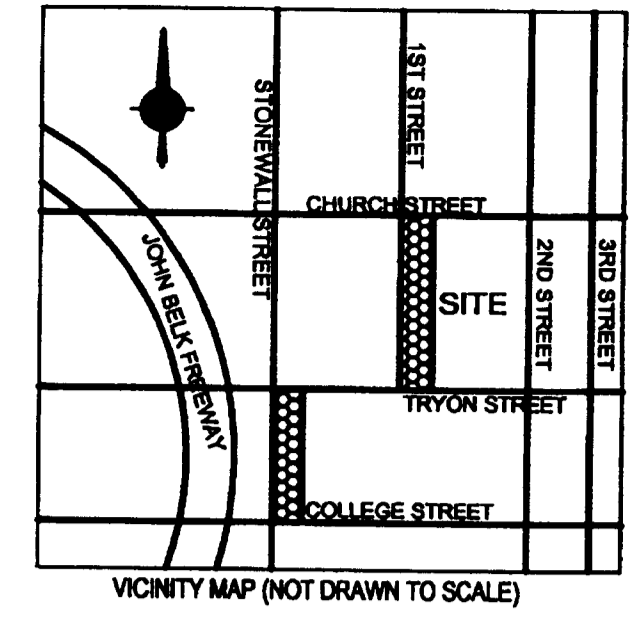 1ST STREET
STONEWALL STREET
CHURCH STREET
JOHN BELK FREEWAY
SITE
2ND STREET
3RD STREET
TRYON STREET
COLLEGE STREET
VICINITY MAP (NOT DRAWN TO SCALE)